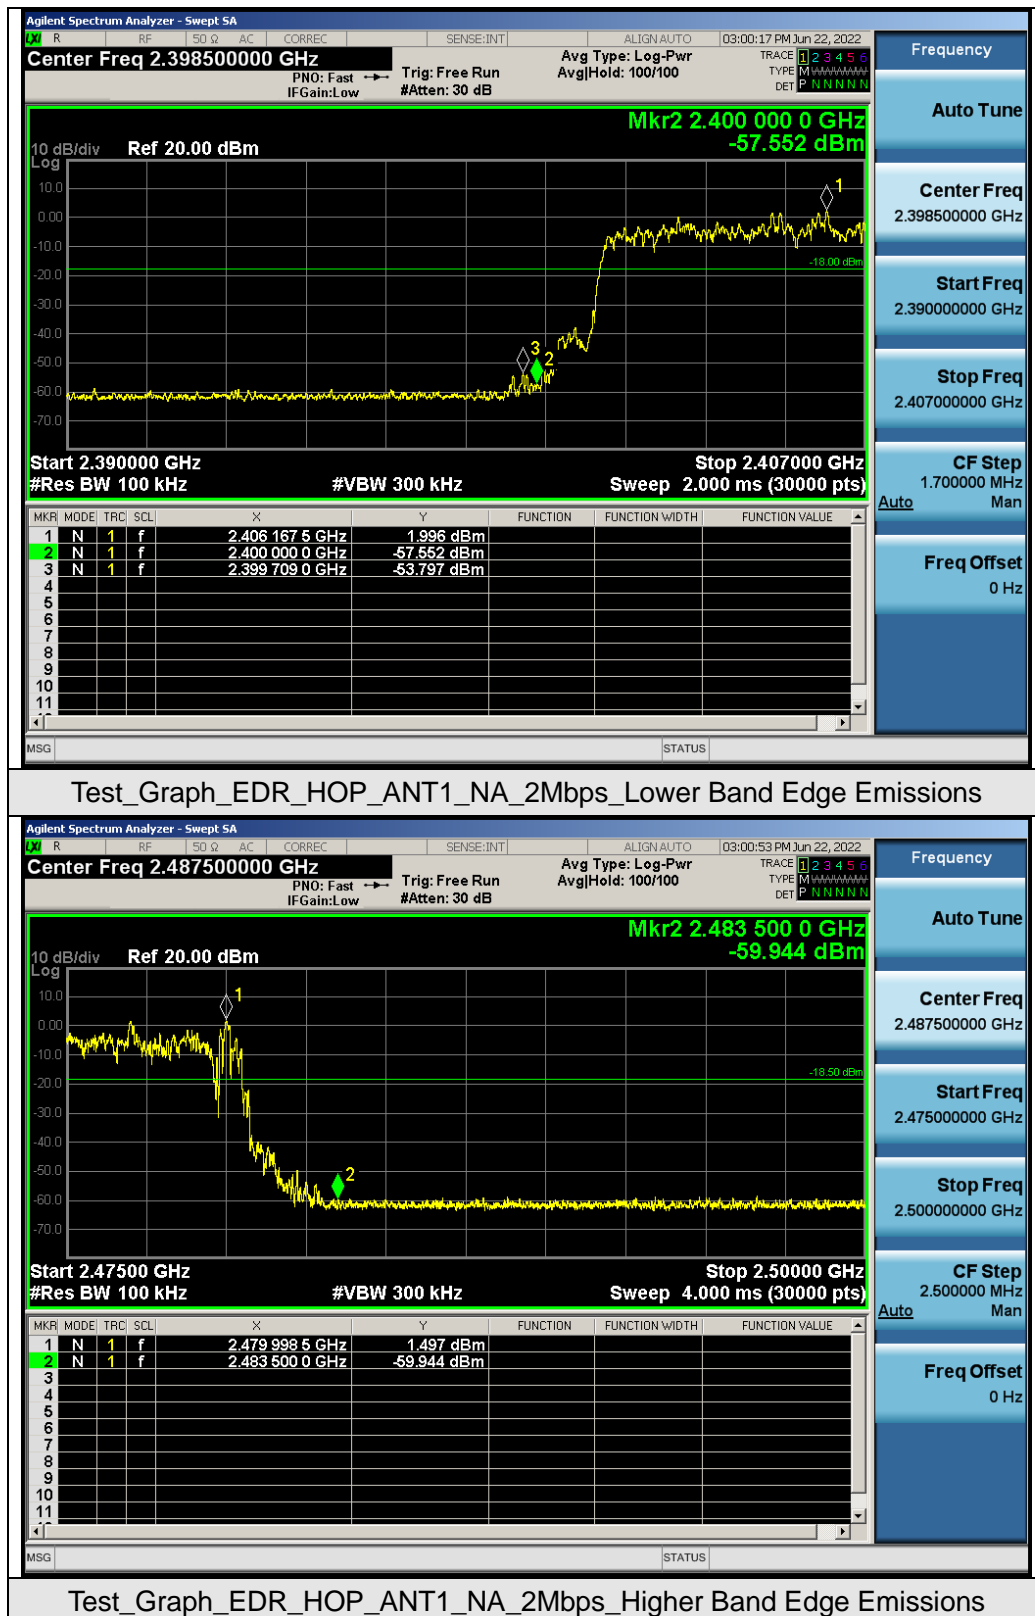 Agilent Spectrum Analyzer - Swept SA
LXI R RF 50 Ω AC CORREC SENSE:INT ALIGN AUTO 03:00:17 PM Jun 22, 2022
Center Freq 2.398500000 GHz
PNO: Fast
IFGain:Low
Trig: Free Run
#Atten: 30 dB
Avg Type: Log-Pwr
Avg|Hold: 100/100
TRACE 1 2 3 4 5 6
TYPE M WWWWW
DET P N N N N N
Frequency
Mkr2 2.400 000 0 GHz
-57.552 dBm
10 dB/div Ref 20.00 dBm
Log
10.0
0.00
-10.0
-20.0
-30.0
-40.0
-50.0
-60.0
-70.0
1
-18.00 dBm
3
2
Start 2.390000 GHz Stop 2.407000 GHz
#Res BW 100 kHz #VBW 300 kHz Sweep 2.000 ms (30000 pts)
MKR MODE TRC SCL X Y FUNCTION FUNCTION WIDTH FUNCTION VALUE
1 N 1 f 2.406 167 5 GHz 1.996 dBm
2 N 1 f 2.400 000 0 GHz -57.552 dBm
3 N 1 f 2.399 709 0 GHz -53.797 dBm
4
5
6
7
8
9
10
11
MSG STATUS
Auto Tune
Center Freq
2.398500000 GHz
Start Freq
2.390000000 GHz
Stop Freq
2.407000000 GHz
CF Step
1.700000 MHz
Auto Man
Freq Offset
0 Hz
Test_Graph_EDR_HOP_ANT1_NA_2Mbps_Lower Band Edge Emissions
Agilent Spectrum Analyzer - Swept SA
LXI R RF 50 Ω AC CORREC SENSE:INT ALIGN AUTO 03:00:53 PM Jun 22, 2022
Center Freq 2.487500000 GHz
PNO: Fast
IFGain:Low
Trig: Free Run
#Atten: 30 dB
Avg Type: Log-Pwr
Avg|Hold: 100/100
TRACE 1 2 3 4 5 6
TYPE M WWWWW
DET P N N N N N
Frequency
Mkr2 2.483 500 0 GHz
-59.944 dBm
10 dB/div Ref 20.00 dBm
Log
10.0
0.00
-10.0
-20.0
-30.0
-40.0
-50.0
-60.0
-70.0
1
-18.50 dBm
2
Start 2.47500 GHz Stop 2.50000 GHz
#Res BW 100 kHz #VBW 300 kHz Sweep 4.000 ms (30000 pts)
MKR MODE TRC SCL X Y FUNCTION FUNCTION WIDTH FUNCTION VALUE
1 N 1 f 2.479 998 5 GHz 1.497 dBm
2 N 1 f 2.483 500 0 GHz -59.944 dBm
3
4
5
6
7
8
9
10
11
MSG STATUS
Auto Tune
Center Freq
2.487500000 GHz
Start Freq
2.475000000 GHz
Stop Freq
2.500000000 GHz
CF Step
2.500000 MHz
Auto Man
Freq Offset
0 Hz
Test_Graph_EDR_HOP_ANT1_NA_2Mbps_Higher Band Edge Emissions